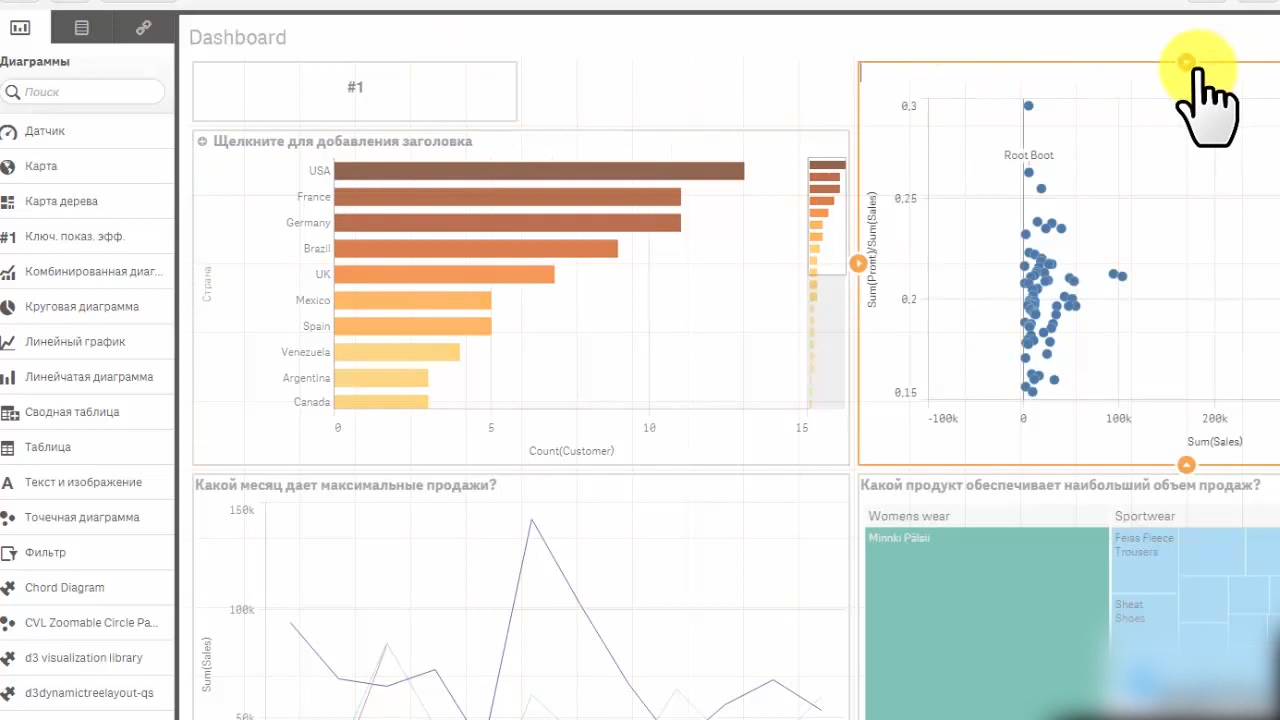 Диаграммы
Поиск
Датчик
Карта
Карта дерева
#1 Ключ. показ. эфф.
Комбинированная диаг...
Круговая диаграмма
Линейный график
Линейчатая диаграмма
Сводная таблица
Таблица
A Текст и изображение
Точечная диаграмма
Фильтр
Chord Diagram
CVL Zoomable Circle Pa...
d3 visualization library
d3dynamictreelayout-qs
Dashboard
#1
Щелкните для добавления заголовка
Страна
USA
France
Germany
Brazil
UK
Mexico
Spain
Venezuela
Argentina
Canada
0 5 10 15
Count(Customer)
Sum(Profit)/Sum(Sales)
0,3
0,25
0,2
0,15
Root Boot
-100k 0 100k 200k
Sum(Sales)
Какой месяц дает максимальные продажи?
Sum(Sales)
150k
100k
50k
Какой продукт обеспечивает наибольший объем продаж?
Womens wear
Sportwear
Minnki Pälsii
Feiss Fleece
Trousers
Sheat
Shoes